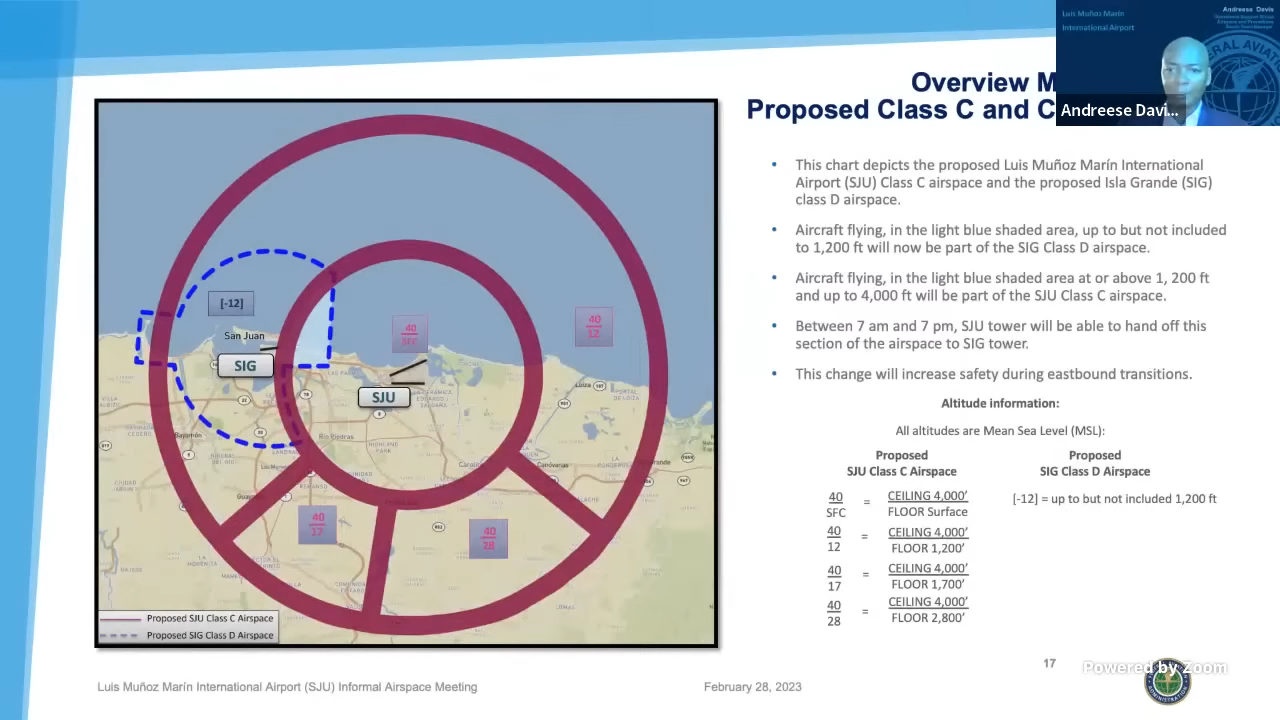 Luis Muñoz Marín
International Airport
Andreese Davis
Andreese Davi...
Overview M
Proposed Class C and C
• This chart depicts the proposed Luis Muñoz Marín International
Airport (SJU) Class C airspace and the proposed Isla Grande (SIG)
class D airspace.
• Aircraft flying, in the light blue shaded area, up to but not included
to 1,200 ft will now be part of the SIG Class D airspace.
• Aircraft flying, in the light blue shaded area at or above 1, 200 ft
and up to 4,000 ft will be part of the SJU Class C airspace.
• Between 7 am and 7 pm, SJU tower will be able to hand off this
section of the airspace to SIG tower.
• This change will increase safety during eastbound transitions.
Altitude information:
All altitudes are Mean Sea Level (MSL):
Proposed
SJU Class C Airspace
40
SFC
=
CEILING 4,000'
FLOOR Surface
40
12
=
CEILING 4,000'
FLOOR 1,200'
40
17
=
CEILING 4,000'
FLOOR 1,700'
40
28
=
CEILING 4,000'
FLOOR 2,800'
Proposed
SIG Class D Airspace
[-12] = up to but not included 1,200 ft
[-12]
San Juan
SIG
40
SFC
40
12
SJU
Río Piedras
Bayamón
40
17
40
28
Proposed SJU Class C Airspace
Proposed SIG Class D Airspace
17
Powered by Zoom
Luis Muñoz Marín International Airport (SJU) Informal Airspace Meeting
February 28, 2023